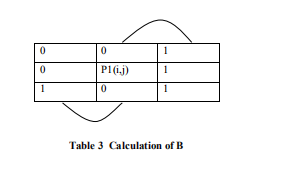 0 0 1
0 P1(i,j) 1
1 0 1
Table 3 Calculation of B